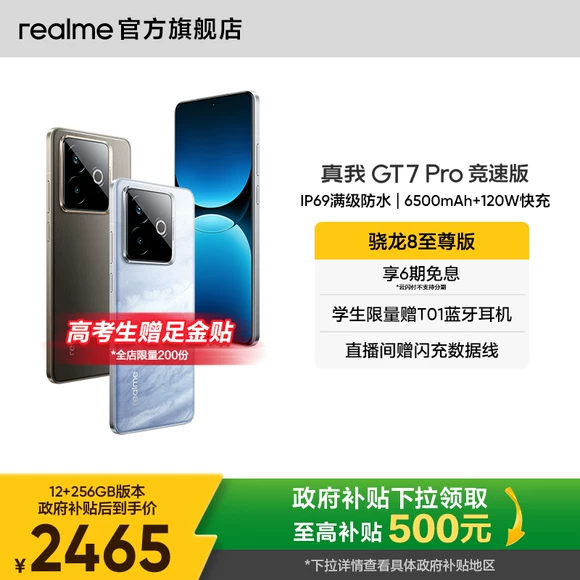 realme 官方旗舰店
真我 GT7 Pro 竞速版
IP69满级防水 | 6500mAh+120W快充
骁龙8至尊版
享6期免息
*云闪付不支持分期
学生限量赠T01蓝牙耳机
直播间赠闪充数据线
高考生赠足金贴
*全店限量200份
realme
realme
12+256GB版本
政府补贴后到手价
¥2465
政府补贴下拉领取
至高补贴500元
*下拉详情查看具体政府补贴地区